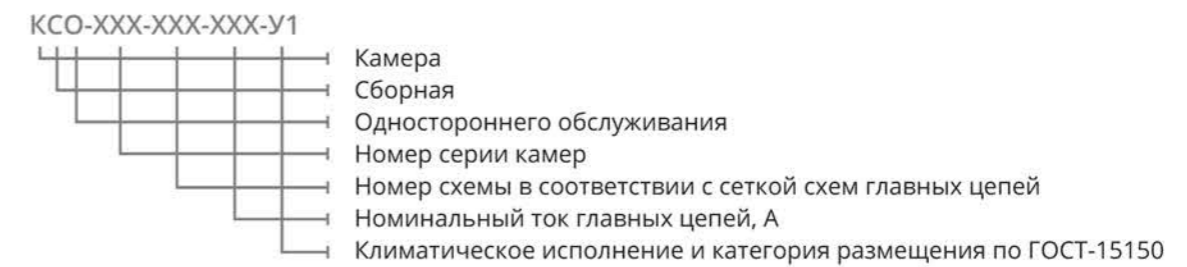 КСО-ХХХ-ХХХ-ХХХ-У1
Камера
Сборная
Одностороннего обслуживания
Номер серии камер
Номер схемы в соответствии с сеткой схем главных цепей
Номинальный ток главных цепей, А
Климатическое исполнение и категория размещения по ГОСТ-15150